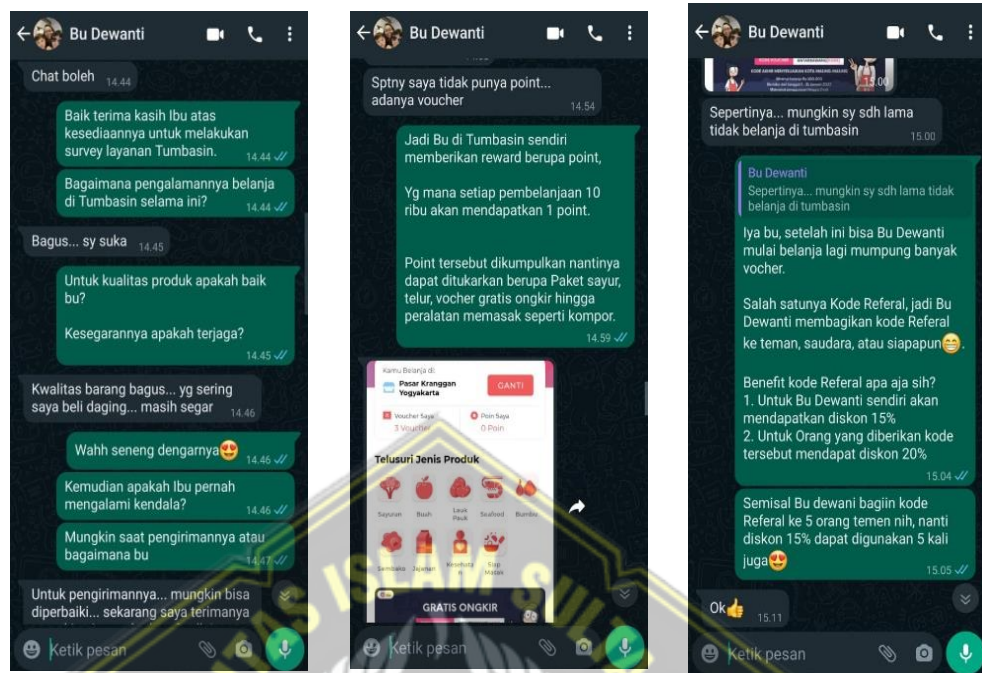 Bu Dewanti
Chat boleh 14.44
Baik terima kasih Ibu atas
kesediaannya untuk melakukan
survey layanan Tumbasin. 14.44
Bagaimana pengalamannya belanja
di Tumbasin selama ini? 14.44
Bagus... sy suka 14.45
Untuk kualitas produk apakah baik
bu?
Kesegarannya apakah terjaga?
14.45
Kwalitas barang bagus... yg sering
saya beli daging... masih segar 14.46
Wahh seneng dengarnya😍 14.46
Kemudian apakah Ibu pernah
mengalami kendala? 14.46
Mungkin saat pengirimannya atau
bagaimana bu 14.47
Untuk pengirimannya... mungkin bisa
diperbaiki... sekarang saya terimanya
Ketik pesan
Bu Dewanti
Sptny saya tidak punya point...
adanya voucher 14.54
Jadi Bu di Tumbasin sendiri
memberikan reward berupa point,
Yg mana setiap pembelanjaan 10
ribu akan mendapatkan 1 point.
Point tersebut dikumpulkan nantinya
dapat ditukarkan berupa Paket sayur,
telur, vocher gratis ongkir hingga
peralatan memasak seperti kompor.
14.59
Kamu Belanja di:
Pasar Kranggan
Yogyakarta
GANTI
Voucher Saya
3 Voucher
Poin Saya
0 Poin
Telusuri Jenis Produk
Sayuran Buah Lauk Pauk Seafood Bumbu
Sembako Jajanan Kesehatan Siap Masak
GRATIS ONGKIR
Ketik pesan
Bu Dewanti
15.00
Sepertinya... mungkin sy sdh lama
tidak belanja di tumbasin 15.00
Bu Dewanti
Sepertinya... mungkin sy sdh lama tidak
belanja di tumbasin
Iya bu, setelah ini bisa Bu Dewanti
mulai belanja lagi mumpung banyak
vocher.
Salah satunya Kode Referal, jadi Bu
Dewanti membagikan kode Referal
ke teman, saudara, atau siapapun😁.
Benefit kode Referal apa aja sih?
1. Untuk Bu Dewanti sendiri akan
mendapatkan diskon 15%
2. Untuk Orang yang diberikan kode
tersebut mendapat diskon 20%
15.04
Semisal Bu dewani bagiin kode
Referal ke 5 orang temen nih, nanti
diskon 15% dapat digunakan 5 kali
juga😍 15.05
Ok👍 15.11
Ketik pesan
ISLAM SUL